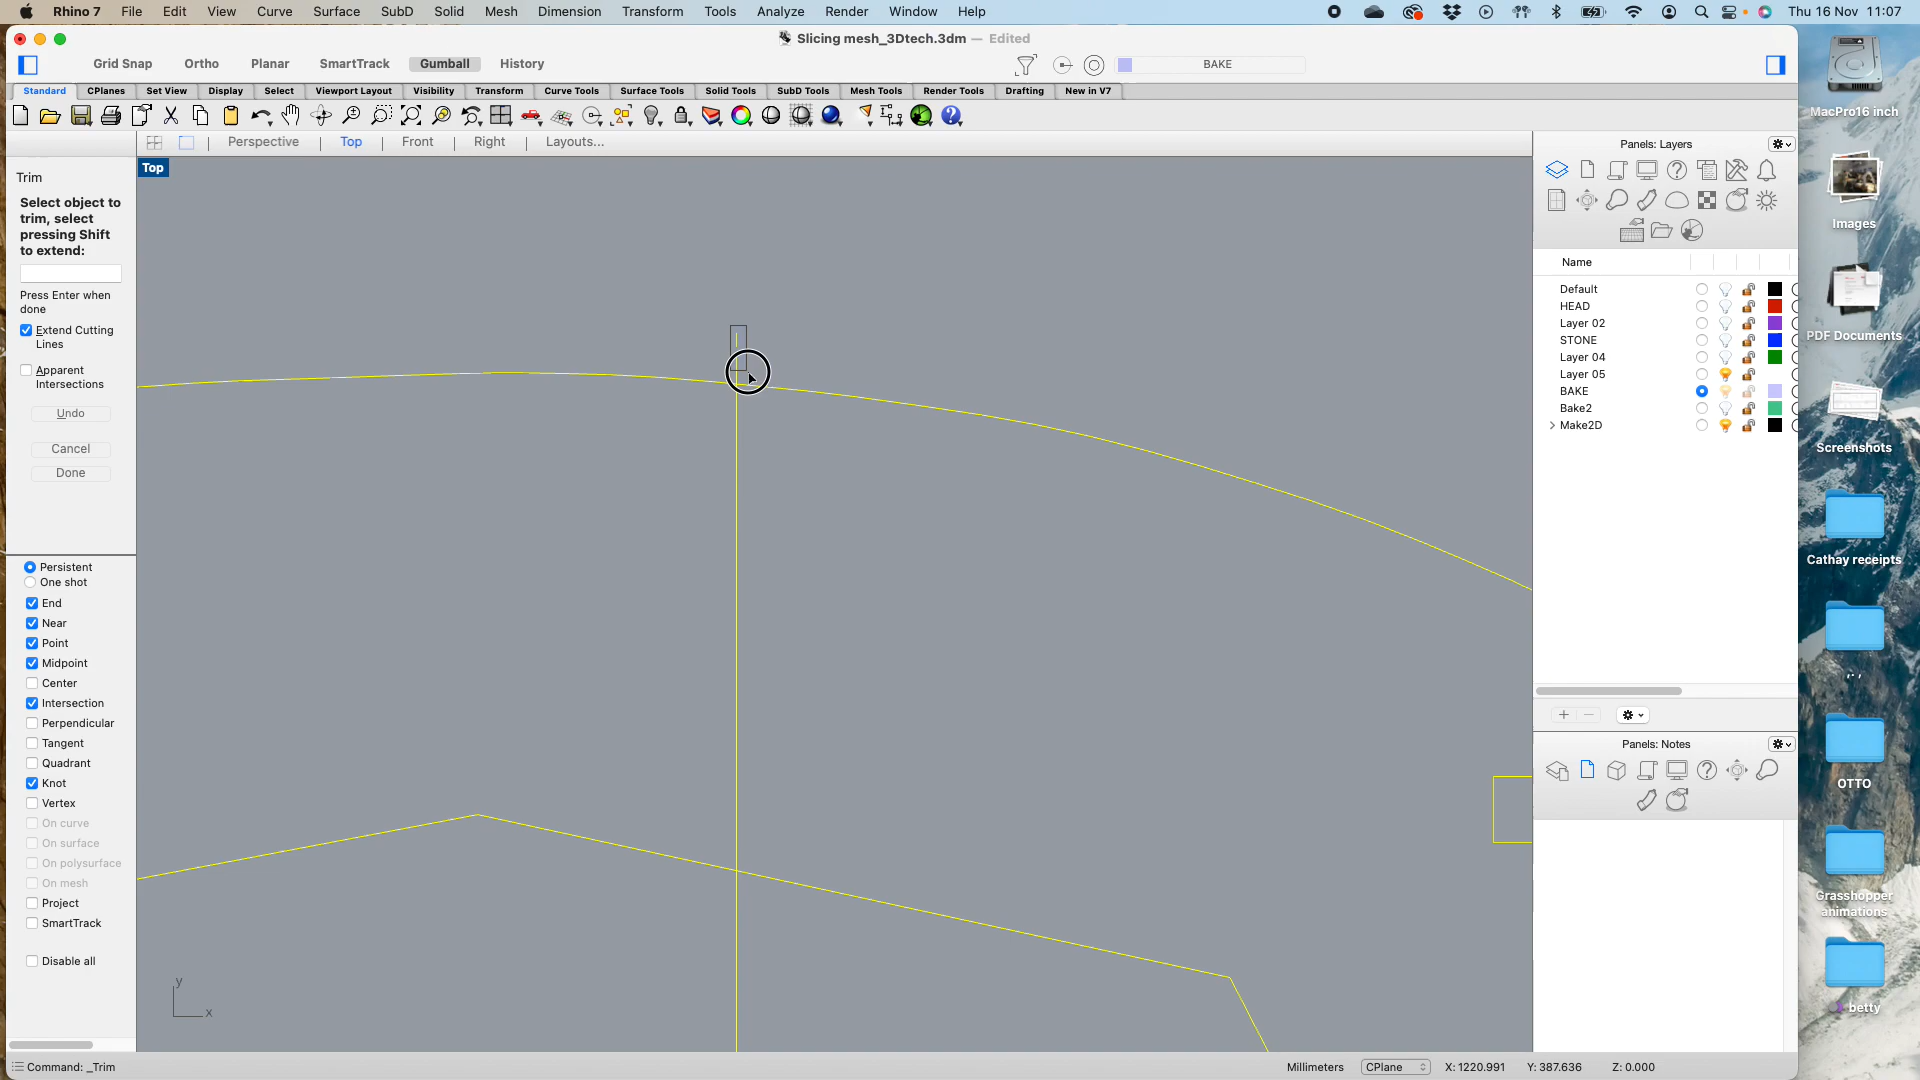 Rhino 7 File Edit View Curve Surface SubD Solid Mesh Dimension Transform Tools Analyze Render Window Help Thu 16 Nov 11:07
Slicing mesh_3Dtech.3dm — Edited
Grid Snap Ortho Planar SmartTrack Gumball History BAKE
Standard CPlanes Set View Display Select Viewport Layout Visibility Transform Curve Tools Surface Tools Solid Tools SubD Tools Mesh Tools Render Tools Drafting New in V7
Perspective Top Front Right Layouts...
Top
Trim
Select object to
trim, select
pressing Shift
to extend:
Press Enter when
done
Extend Cutting
Lines
Apparent
Intersections
Undo
Cancel
Done
Persistent
One shot
End
Near
Point
Midpoint
Center
Intersection
Perpendicular
Tangent
Quadrant
Knot
Vertex
On curve
On surface
On polysurface
On mesh
Project
SmartTrack
Disable all
y
x
Panels: Layers
Name
Default
HEAD
Layer 02
STONE
Layer 04
Layer 05
BAKE
Bake2
Make2D
Panels: Notes
MacPro16 inch
Images
PDF Documents
Screenshots
Cathay receipts
OTTO
Grasshopper
animations
betty
Command: _Trim Millimeters CPlane X:1220.991 Y: 387.636 Z: 0.000